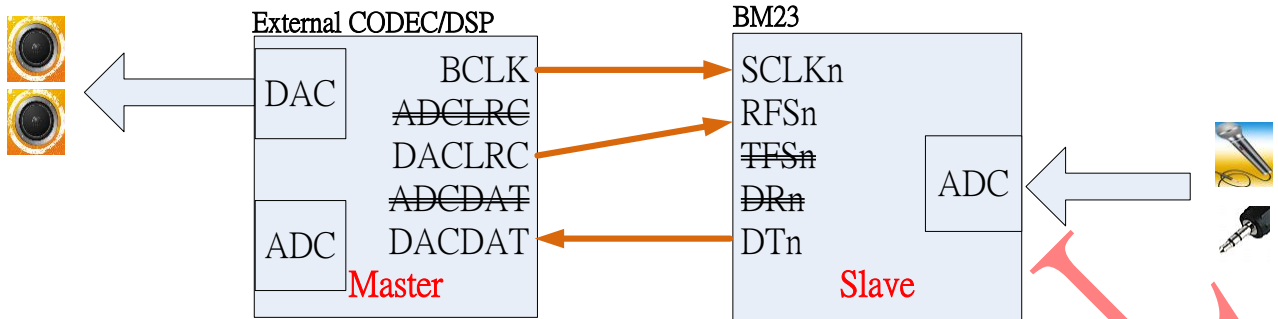 External CODEC/DSP
BM23
DAC
BCLK
ADCLRC
DACLRC
ADCDAT
DACDAT
ADC
Master
SCLKn
RFSn
TFSn
DRn
DTn
ADC
Slave